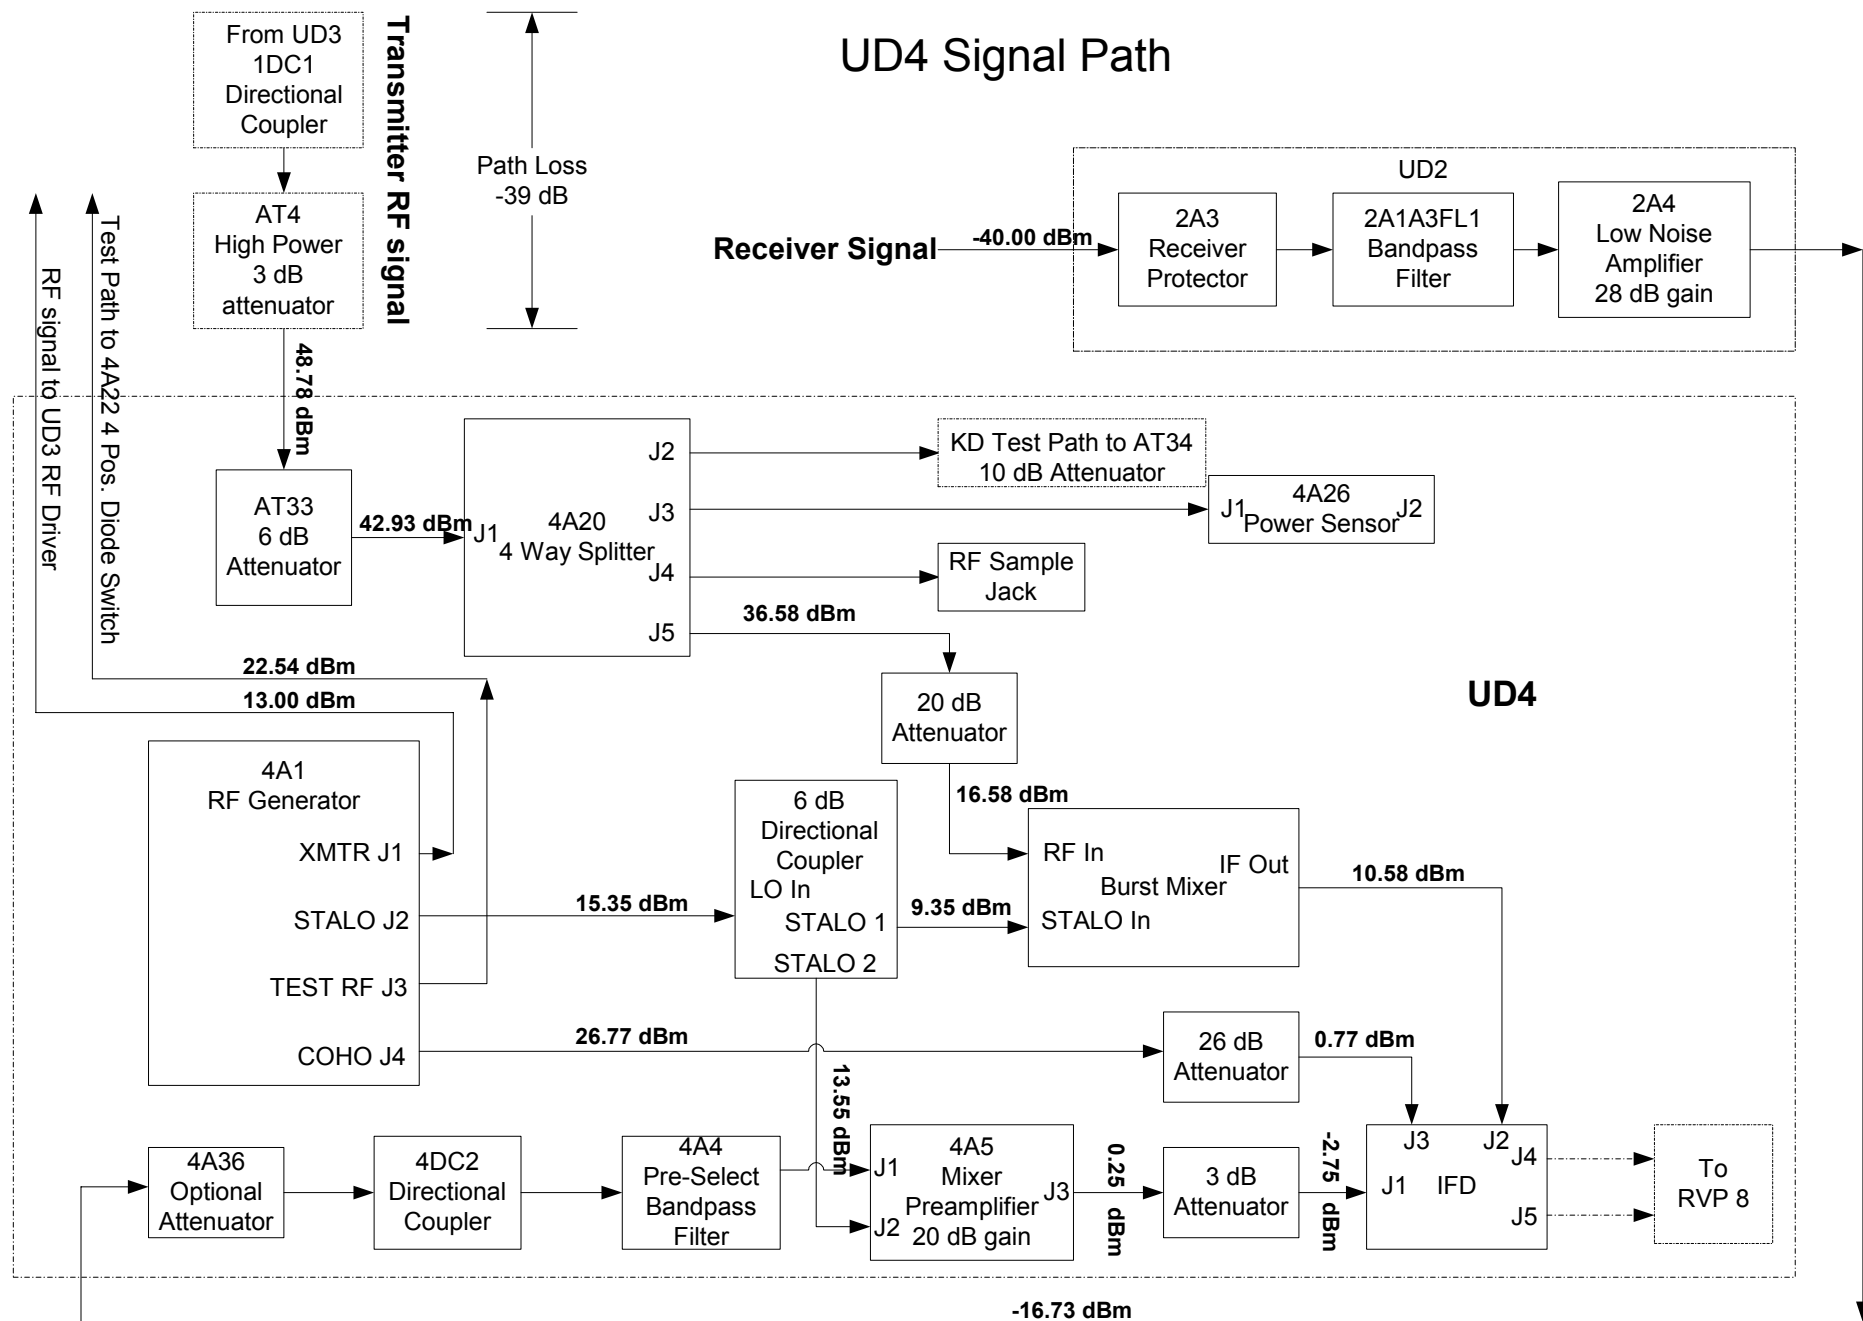 UD4 Signal Path
From UD3
1DC1
Directional
Coupler
Transmitter RF signal
Path Loss
-39 dB
AT4
High Power
3 dB
attenuator
RF signal to UD3 RF Driver
Test Path to 4A22 4 Pos. Diode Switch
48.78 dBm
UD2
Receiver Signal
-40.00 dBm
2A3
Receiver
Protector
2A1A3FL1
Bandpass
Filter
2A4
Low Noise
Amplifier
28 dB gain
AT33
6 dB
Attenuator
42.93 dBm
J1
4A20
4 Way Splitter
J2
J3
J4
J5
KD Test Path to AT34
10 dB Attenuator
J1
4A26
Power Sensor
J2
RF Sample
Jack
36.58 dBm
20 dB
Attenuator
UD4
22.54 dBm
13.00 dBm
4A1
RF Generator
XMTR J1
STALO J2
TEST RF J3
COHO J4
15.35 dBm
6 dB
Directional
Coupler
LO In
STALO 1
STALO 2
16.58 dBm
9.35 dBm
RF In
IF Out
Burst Mixer
STALO In
10.58 dBm
26.77 dBm
26 dB
Attenuator
0.77 dBm
13.55 dBm
4A36
Optional
Attenuator
4DC2
Directional
Coupler
4A4
Pre-Select
Bandpass
Filter
J1
J2
4A5
Mixer
Preamplifier
20 dB gain
J3
0.25 dBm
3 dB
Attenuator
-2.75 dBm
J3
J2
J4
J1
IFD
J5
To
RVP 8
-16.73 dBm